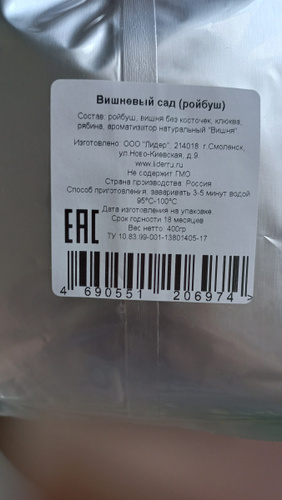 Вишневый сад (ройбуш)
Состав: ройбуш, вишня без косточек, клюква,
рябина, ароматизатор натуральный "Вишня".
Изготовлено: ООО "Лидер", 214018 г.Смоленск,
ул.Ново-Киевская, д.9.
www.liderru.ru
Не содержит ГМО
Страна производства: Россия
Способ приготовления: заваривать 3-5 минут водой
95°С-100°С
Дата изготовления на упаковке
Срок годности 18 месяцев
Вес нетто: 400гр
ТУ 10.83.99-001-13801405-17
EAC
4 690551 206974 >